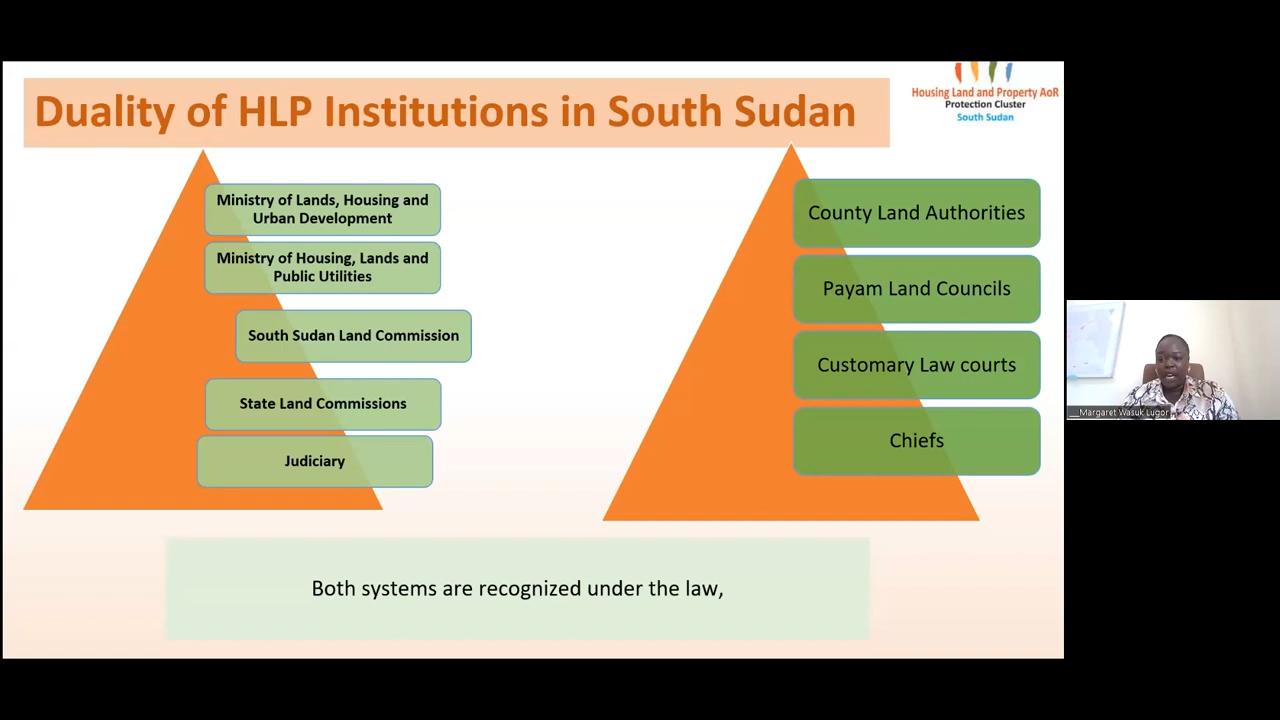 Duality of HLP Institutions in South Sudan
Housing Land and Property AoR
Protection Cluster
South Sudan
Ministry of Lands, Housing and
Urban Development
Ministry of Housing, Lands and
Public Utilities
South Sudan Land Commission
State Land Commissions
Judiciary
County Land Authorities
Payam Land Councils
Customary Law courts
Chiefs
Both systems are recognized under the law,
__Margaret Wasuk Lugor